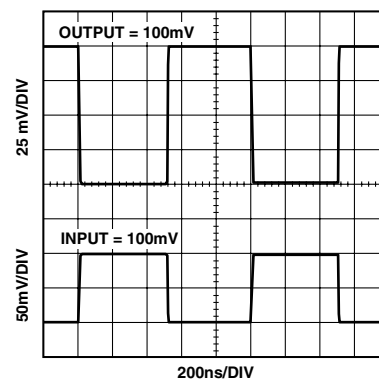 OUTPUT = 100mV
25 mV/DIV
INPUT = 100mV
50mV/DIV
200ns/DIV